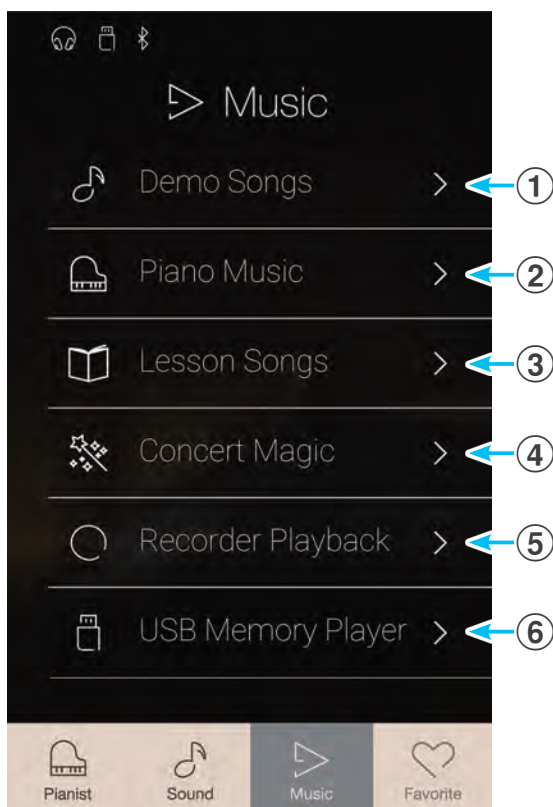 Music
Demo Songs
1
Piano Music
2
Lesson Songs
3
Concert Magic
4
Recorder Playback
5
USB Memory Player
6
Pianist Sound Music Favorite